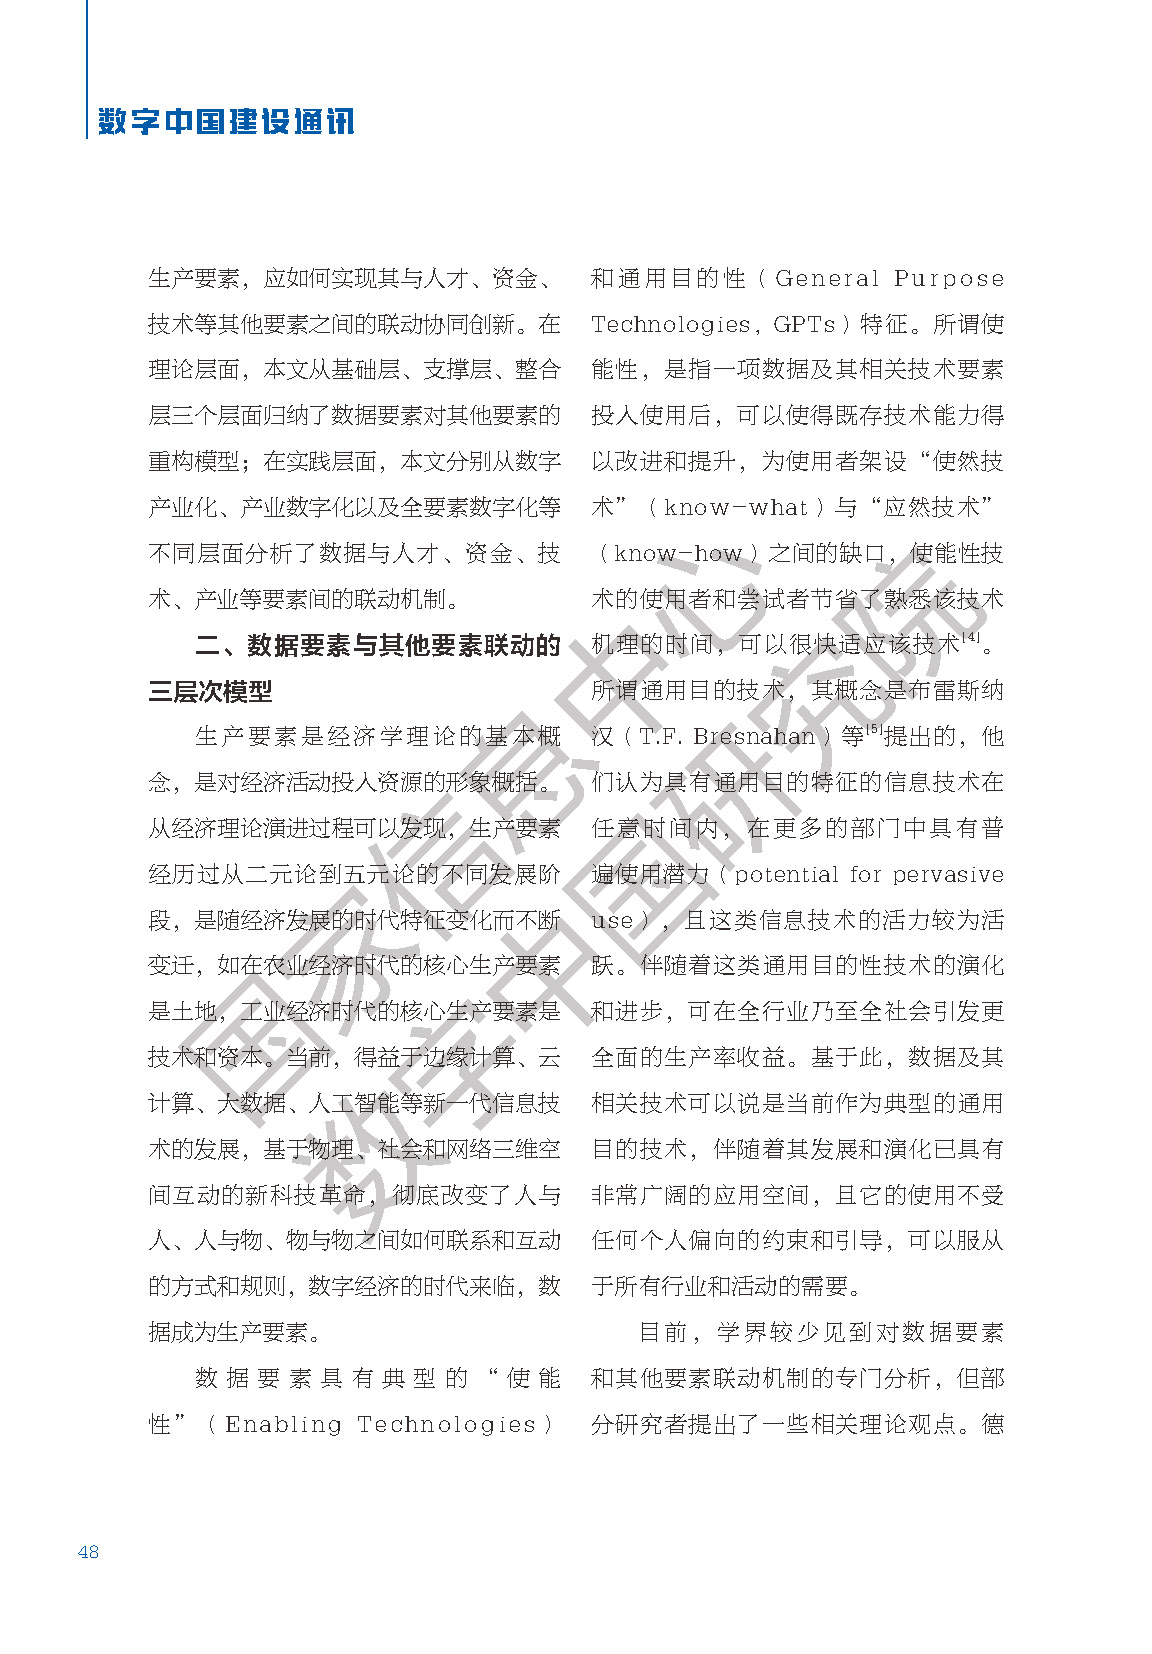 数字中国建设通讯
生产要素，应如何实现其与人才、资金、
技术等其他要素之间的联动协同创新。在
理论层面，本文从基础层、支撑层、整合
层三个层面归纳了数据要素对其他要素的
重构模型；在实践层面，本文分别从数字
产业化、产业数字化以及全要素数字化等
不同层面分析了数据与人才、资金、技
术、产业等要素间的联动机制。
二、数据要素与其他要素联动的
三层次模型
生产要素是经济学理论的基本概
念，是对经济活动投入资源的形象概括。
从经济理论演进过程可以发现，生产要素
经历过从二元论到五元论的不同发展阶
段，是随经济发展的时代特征变化而不断
变迁，如在农业经济时代的核心生产要素
是土地，工业经济时代的核心生产要素是
技术和资本。当前，得益于边缘计算、云
计算、大数据、人工智能等新一代信息技
术的发展，基于物理、社会和网络三维空
间互动的新科技革命，彻底改变了人与
人、人与物、物与物之间如何联系和互动
的方式和规则，数字经济的时代来临，数
据成为生产要素。
数据要素具有典型的“使能
性”（Enabling Technologies）
和通用目的性（General Purpose
Technologies，GPTs）特征。所谓使
能性，是指一项数据及其相关技术要素
投入使用后，可以使得既存技术能力得
以改进和提升，为使用者架设“使然技
术”（know-what）与“应然技术”
（know-how）之间的缺口，使能性技
术的使用者和尝试者节省了熟悉该技术
机理的时间，可以很快适应该技术[4]。
所谓通用目的技术，其概念是布雷斯纳
汉（T.F. Bresnahan）等[5]提出的，他
们认为具有通用目的特征的信息技术在
任意时间内，在更多的部门中具有普
遍使用潜力（potential for pervasive
use），且这类信息技术的活力较为活
跃。伴随着这类通用目的性技术的演化
和进步，可在全行业乃至全社会引发更
全面的生产率收益。基于此，数据及其
相关技术可以说是当前作为典型的通用
目的技术，伴随着其发展和演化已具有
非常广阔的应用空间，且它的使用不受
任何个人偏向的约束和引导，可以服从
于所有行业和活动的需要。
目前，学界较少见到对数据要素
和其他要素联动机制的专门分析，但部
分研究者提出了一些相关理论观点。德
48
国家信息中心
数字中国研究院